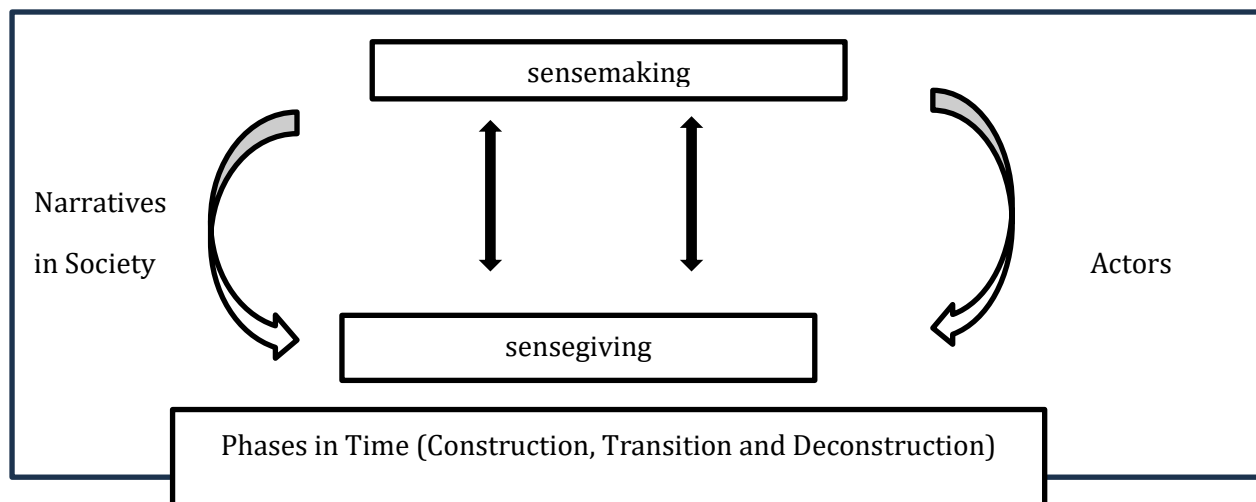 sensemaking
Narratives
in Society
Actors
sensegiving
Phases in Time (Construction, Transition and Deconstruction)